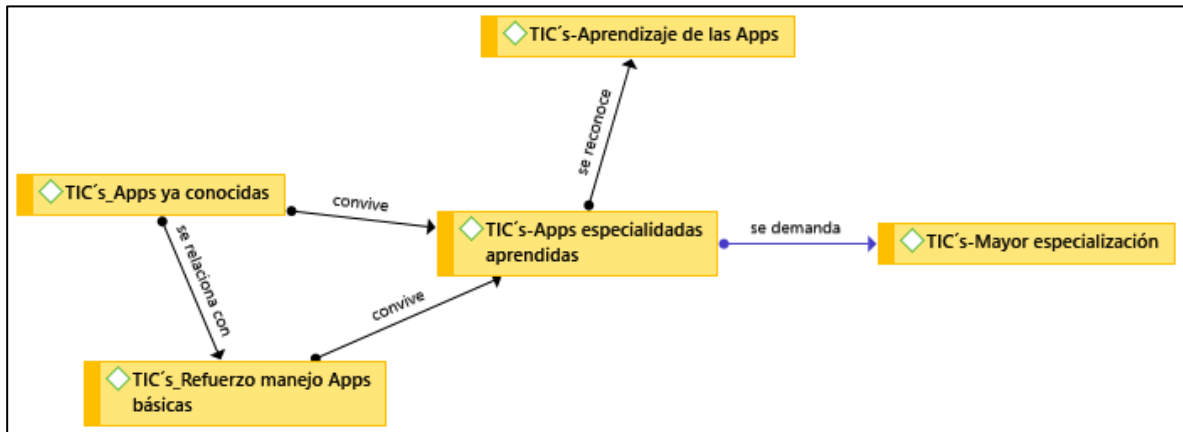 TIC´s-Aprendizaje de las Apps
se reconoce
TIC´s_Apps ya conocidas
convive
TIC´s-Apps especialidadas
aprendidas
se demanda
TIC´s-Mayor especialización
se relaciona con
convive
TIC´s_Refuerzo manejo Apps
básicas